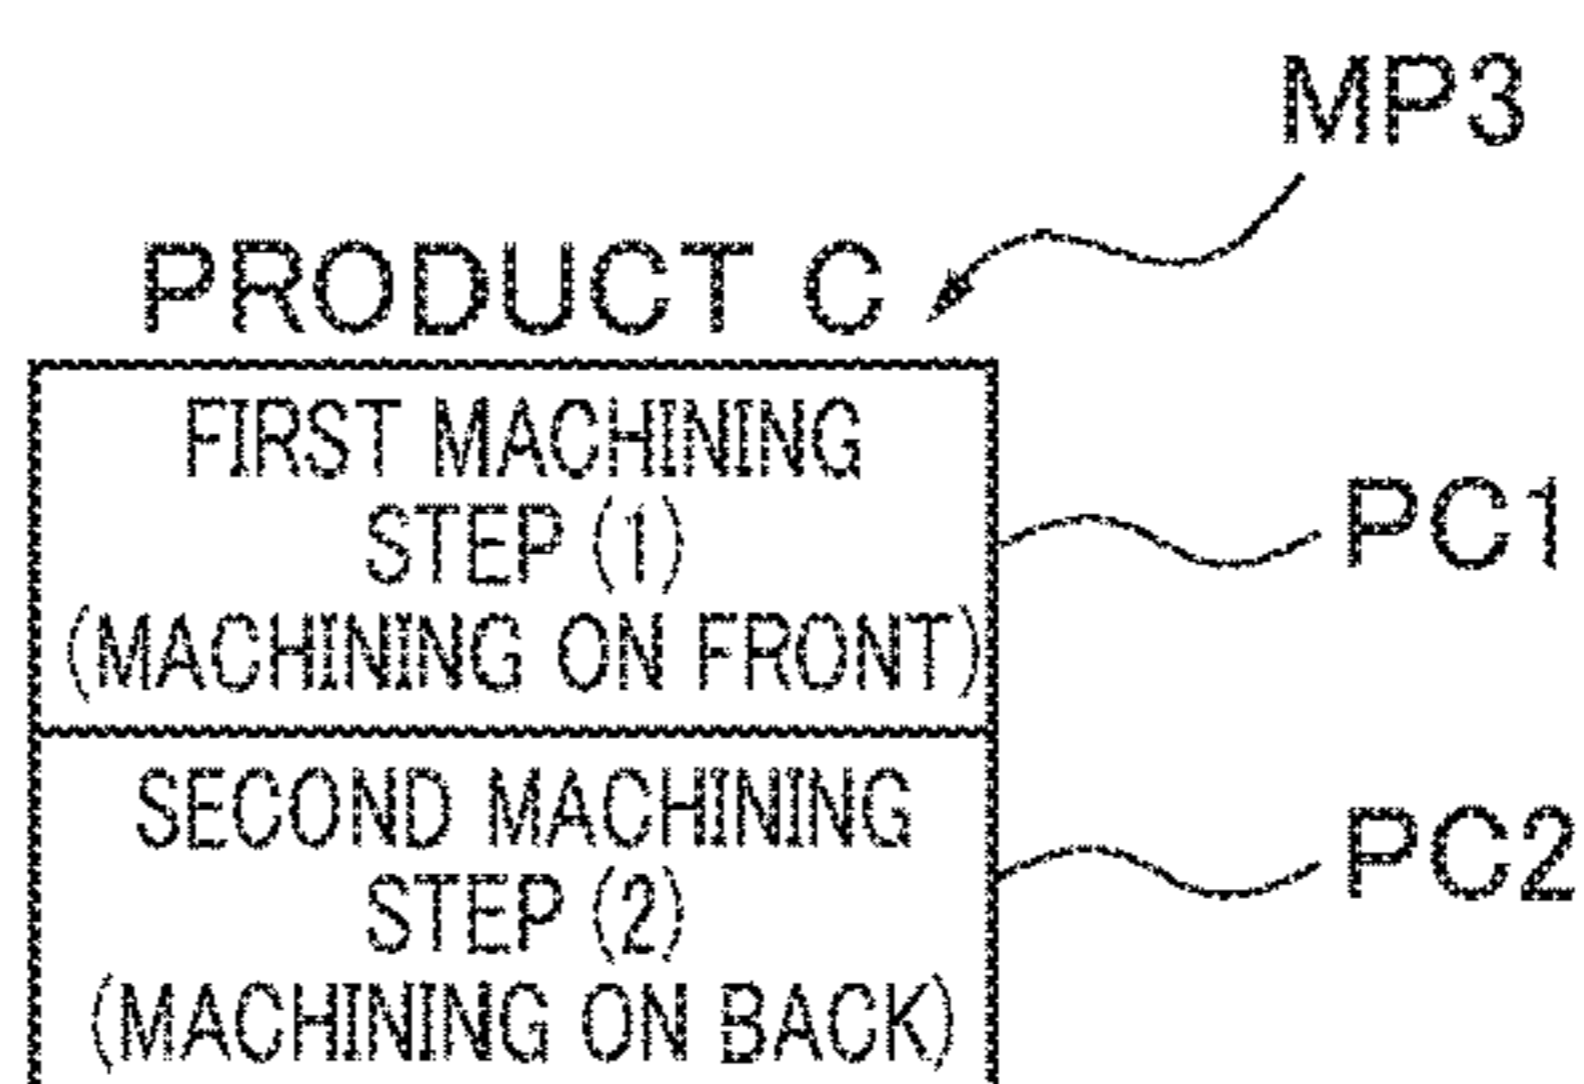 MP3
PRODUCT C
FIRST MACHINING
STEP (1)
(MACHINING ON FRONT)
PC1
SECOND MACHINING
STEP (2)
(MACHINING ON BACK)
PC2